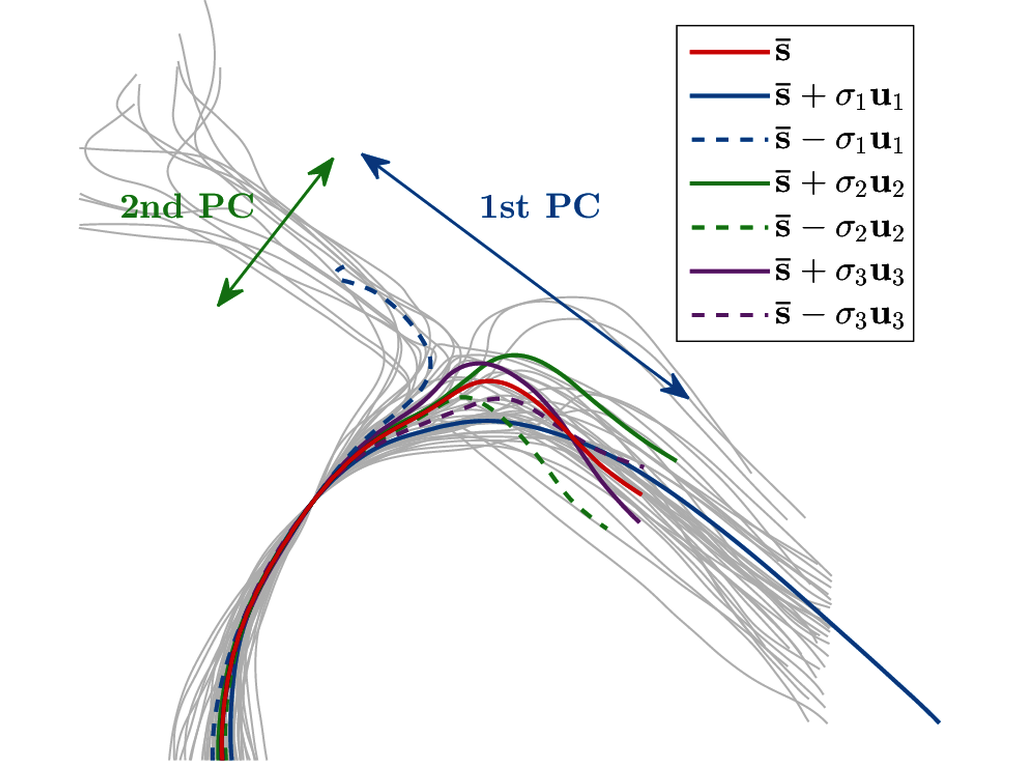 s̄
s̄ + σ₁u₁
s̄ − σ₁u₁
s̄ + σ₂u₂
s̄ − σ₂u₂
s̄ + σ₃u₃
s̄ − σ₃u₃
2nd PC
1st PC